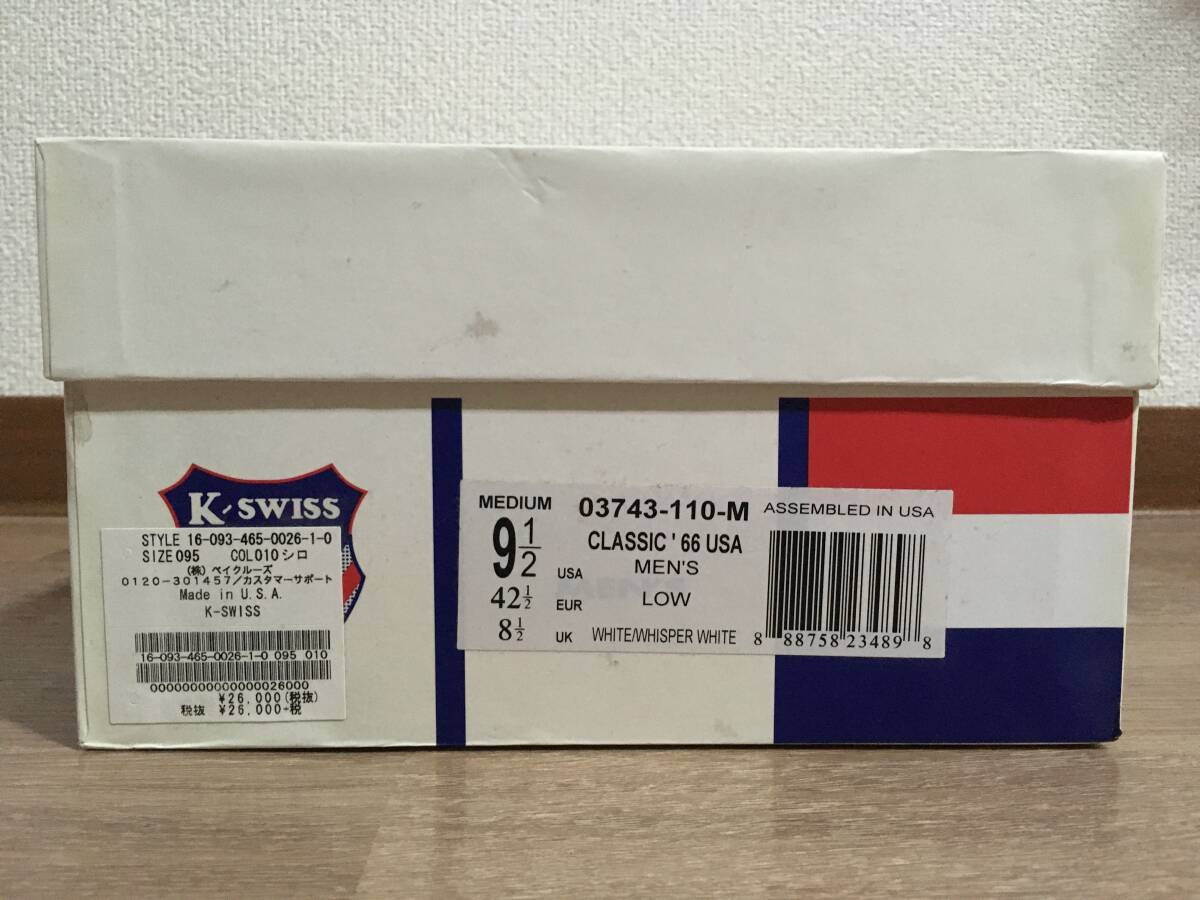 K-SWISS
STYLE 16-093-465-0026-1-0
SIZE 095 COL 010 シロ
(株) ベイクルーズ
0120-301457/カスタマーサポート
Made in U.S.A.
K-SWISS
16-093-465-0026-1-0 095 010
00000000000000026000
¥26,000(税抜)
税抜 ¥26,000+税
MEDIUM
9 1/2 USA
42 1/2 EUR
8 1/2 UK
03743-110-M
CLASSIC ' 66 USA
MEN'S
LOW
WHITE/WHISPER WHITE
ASSEMBLED IN USA
8 88758 23489 8